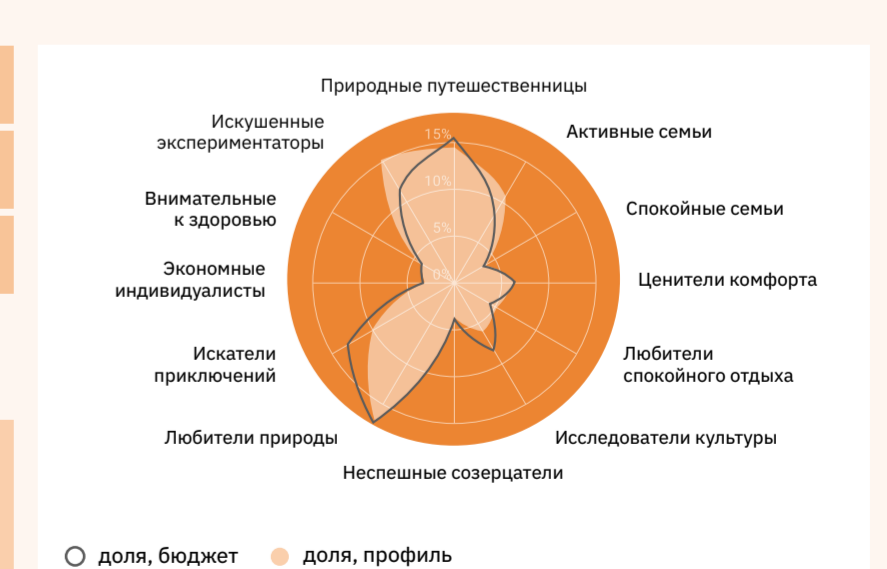 Природные путешественницы
Искушенные
экспериментаторы
Активные семьи
15%
10%
5%
0%
Внимательные
к здоровью
Спокойные семьи
Экономные
индивидуалисты
Ценители комфорта
Искатели
приключений
Любители
спокойного отдыха
Любители природы
Исследователи культуры
Неспешные созерцатели
доля, бюджет
доля, профиль